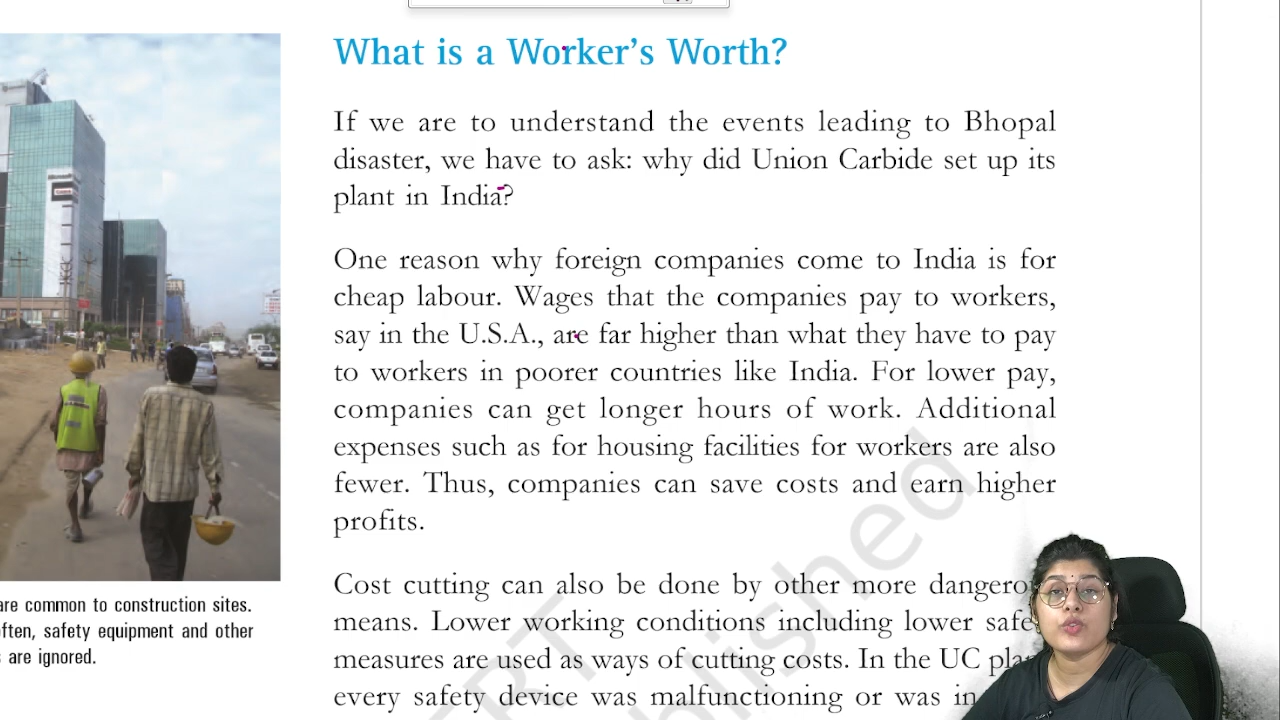 What is a Worker's Worth?
If we are to understand the events leading to Bhopal
disaster, we have to ask: why did Union Carbide set up its
plant in India?
One reason why foreign companies come to India is for
cheap labour. Wages that the companies pay to workers,
say in the U.S.A., are far higher than what they have to pay
to workers in poorer countries like India. For lower pay,
companies can get longer hours of work. Additional
expenses such as for housing facilities for workers are also
fewer. Thus, companies can save costs and earn higher
profits.
Cost cutting can also be done by other more
means. Lower working conditions including lower
measures are used as ways of cutting costs. In the UC
every safety device was malfunctioning or was in
are common to construction sites.
safety equipment and other
are ignored.